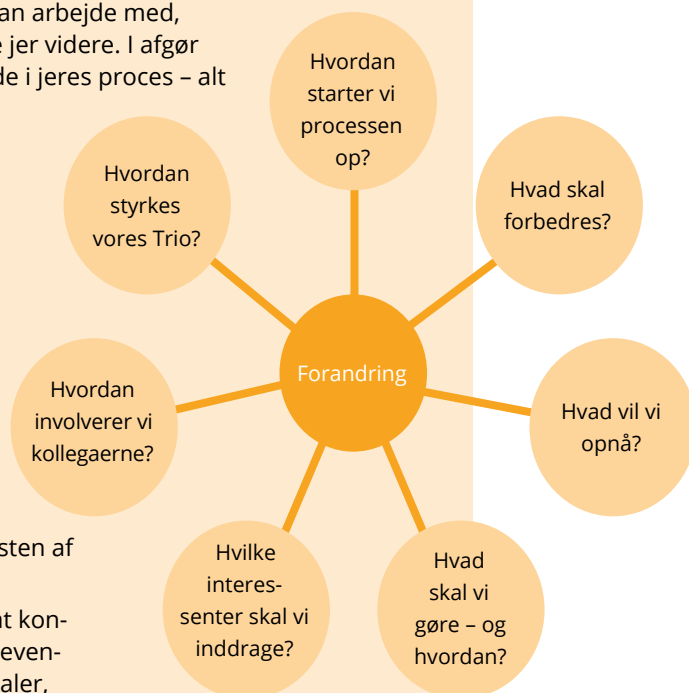 an arbejde med,
jer videre. I afgør
de i jeres proces – alt
Hvordan
starter vi
processen
op?
Hvad skal
forbedres?
Hvad vil vi
opnå?
Hvad
skal vi
gøre – og
hvordan?
Hvilke
interes-
senter skal vi
inddrage?
Hvordan
involverer vi
kollegaerne?
Hvordan
styrkes
vores Trio?
Forandring
sten af
at kon-
even-
aler,